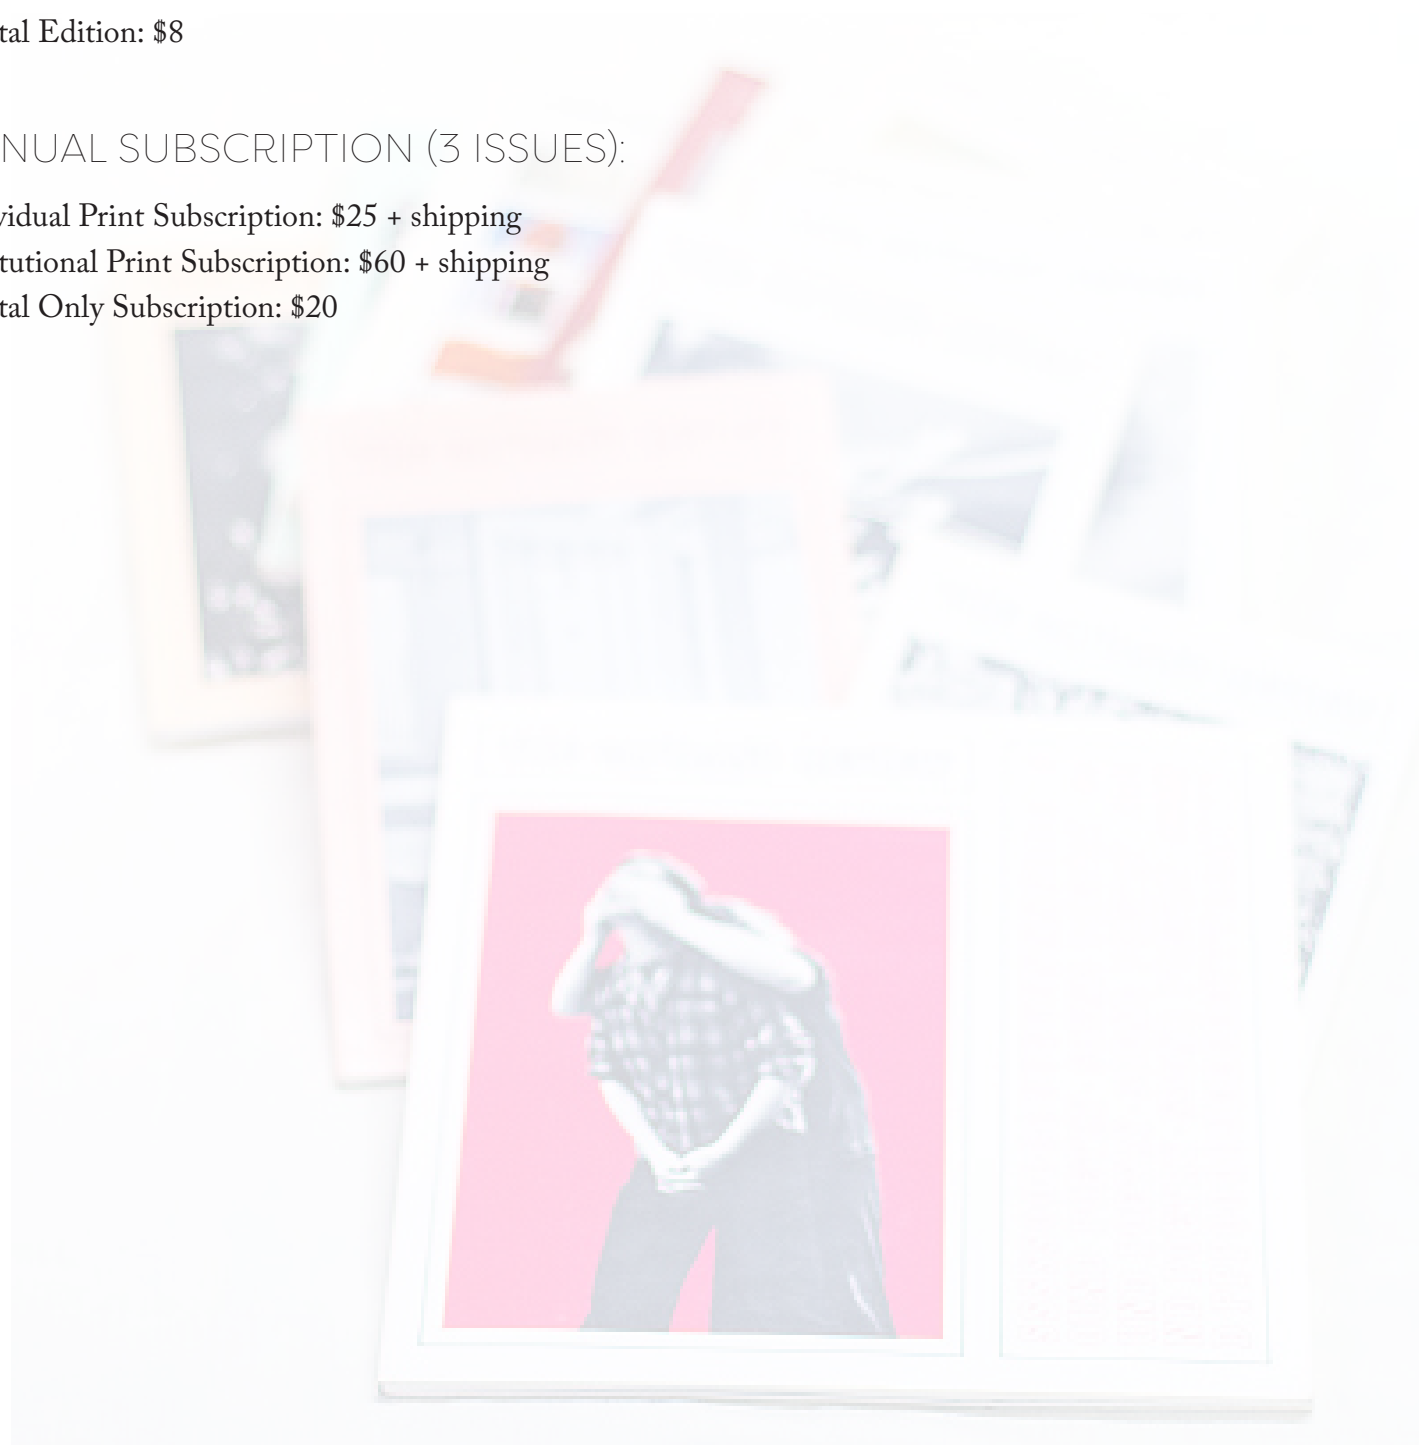 tal Edition: $8
NUAL SUBSCRIPTION (3 ISSUES):
vidual Print Subscription: $25 + shipping
tutional Print Subscription: $60 + shipping
tal Only Subscription: $20